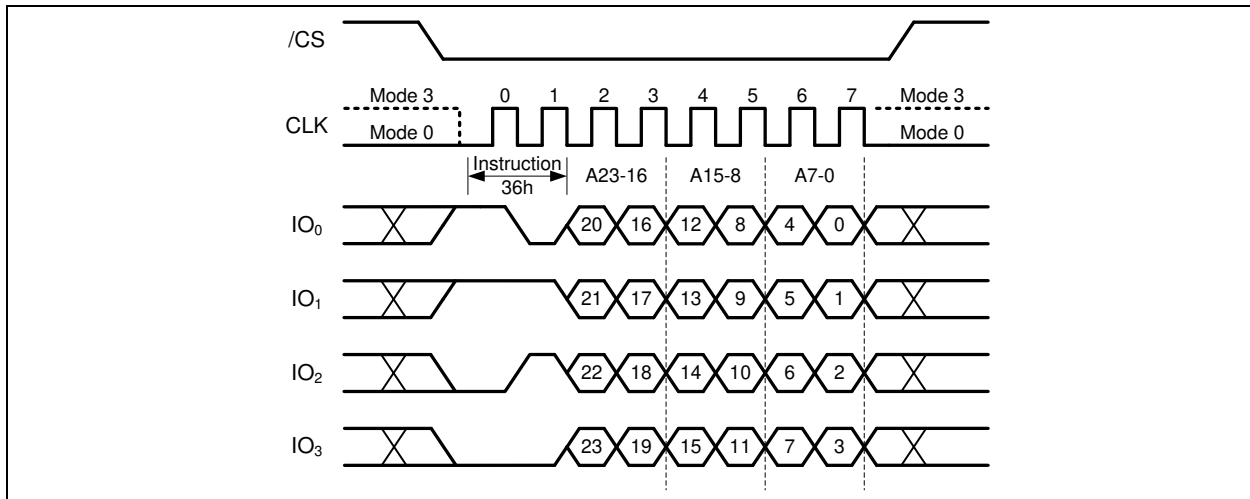 /CS
Mode 3 0 1 2 3 4 5 6 7 Mode 3
CLK
Mode 0 Mode 0
Instruction
36h
A23-16 A15-8 A7-0
IO₀ 20 16 12 8 4 0
IO₁ 21 17 13 9 5 1
IO₂ 22 18 14 10 6 2
IO₃ 23 19 15 11 7 3